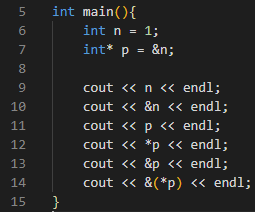 5 int main(){
6     int n = 1;
7     int* p = &n;
8
9     cout << n << endl;
10     cout << &n << endl;
11     cout << p << endl;
12     cout << *p << endl;
13     cout << &p << endl;
14     cout << &(*p) << endl;
15 }